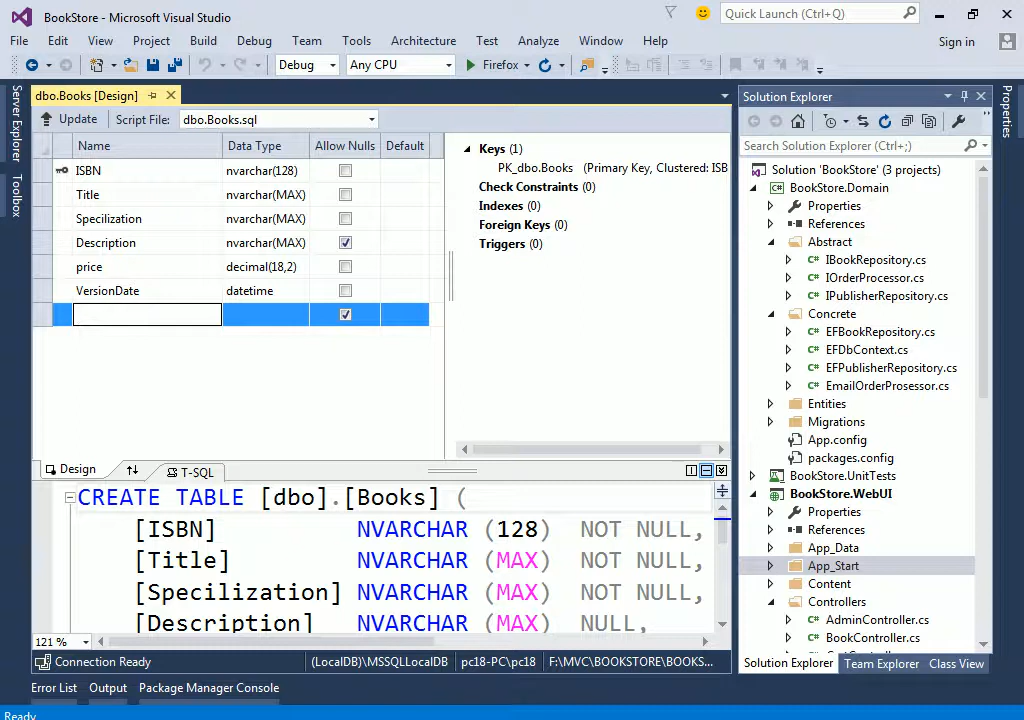 BookStore - Microsoft Visual Studio
Quick Launch (Ctrl+Q)
File Edit View Project Build Debug Team Tools Architecture Test Analyze Window Help Sign in
Debug Any CPU Firefox
Server Explorer
Toolbox
dbo.Books [Design]
Update Script File: dbo.Books.sql
Name Data Type Allow Nulls Default
ISBN nvarchar(128)
Title nvarchar(MAX)
Specilization nvarchar(MAX)
Description nvarchar(MAX)
price decimal(18,2)
VersionDate datetime
Keys (1)
PK_dbo.Books (Primary Key, Clustered: ISB
Check Constraints (0)
Indexes (0)
Foreign Keys (0)
Triggers (0)
Design T-SQL
CREATE TABLE [dbo].[Books] (
[ISBN] NVARCHAR (128) NOT NULL,
[Title] NVARCHAR (MAX) NOT NULL,
[Specilization] NVARCHAR (MAX) NOT NULL,
[Description] NVARCHAR (MAX) NULL,
121 %
Connection Ready (LocalDB)\MSSQLLocalDB pc18-PC\pc18 F:\MVC\BOOKSTORE\BOOKS...
Solution Explorer
Search Solution Explorer (Ctrl+;)
Solution 'BookStore' (3 projects)
BookStore.Domain
Properties
References
Abstract
IBookRepository.cs
IOrderProcessor.cs
IPublisherRepository.cs
Concrete
EFBookRepository.cs
EFDbContext.cs
EFPublisherRepository.cs
EmailOrderProsessor.cs
Entities
Migrations
App.config
packages.config
BookStore.UnitTests
BookStore.WebUI
Properties
References
App_Data
App_Start
Content
Controllers
AdminController.cs
BookController.cs
Solution Explorer Team Explorer Class View
Properties
Error List Output Package Manager Console
Ready